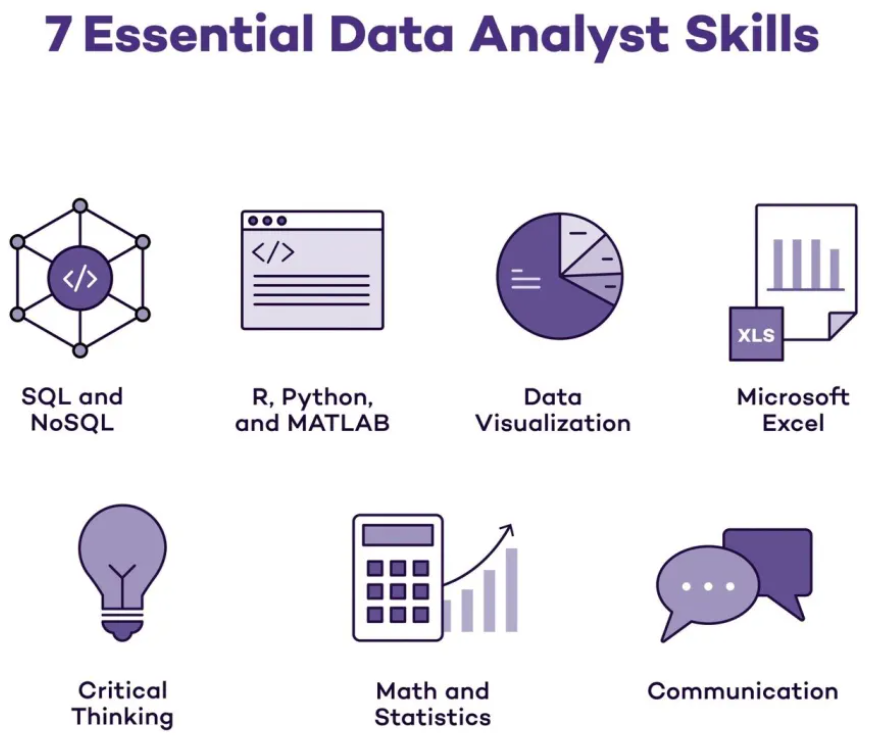 7 Essential Data Analyst Skills
</>
</>
XLS
SQL and
NoSQL
R, Python,
and MATLAB
Data
Visualization
Microsoft
Excel
Critical
Thinking
Math and
Statistics
Communication